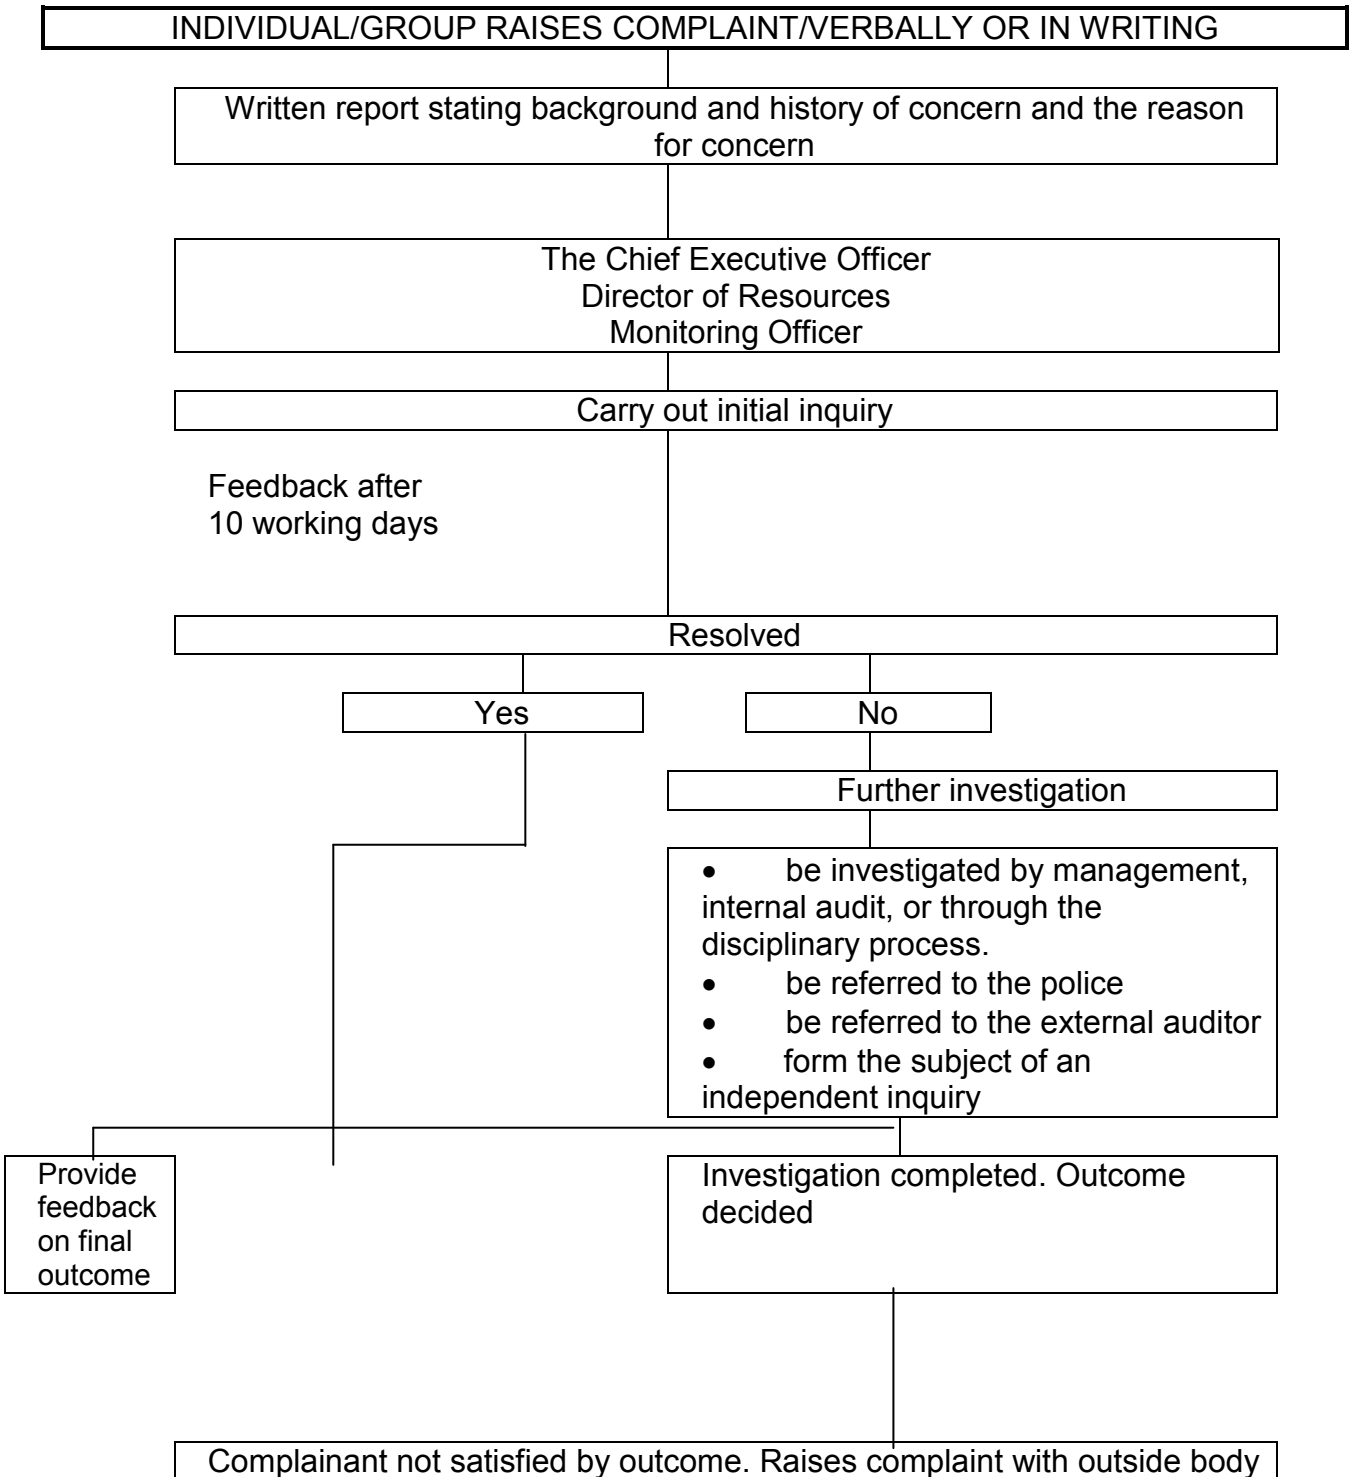 INDIVIDUAL/GROUP RAISES COMPLAINT/VERBALLY OR IN WRITING
Written report stating background and history of concern and the reason
for concern
The Chief Executive Officer
Director of Resources
Monitoring Officer
Carry out initial inquiry
Feedback after
10 working days
Resolved
Yes
No
Further investigation
• be investigated by management,
internal audit, or through the
disciplinary process.
• be referred to the police
• be referred to the external auditor
• form the subject of an
independent inquiry
Provide
feedback
on final
outcome
Investigation completed. Outcome
decided
Complainant not satisfied by outcome. Raises complaint with outside body